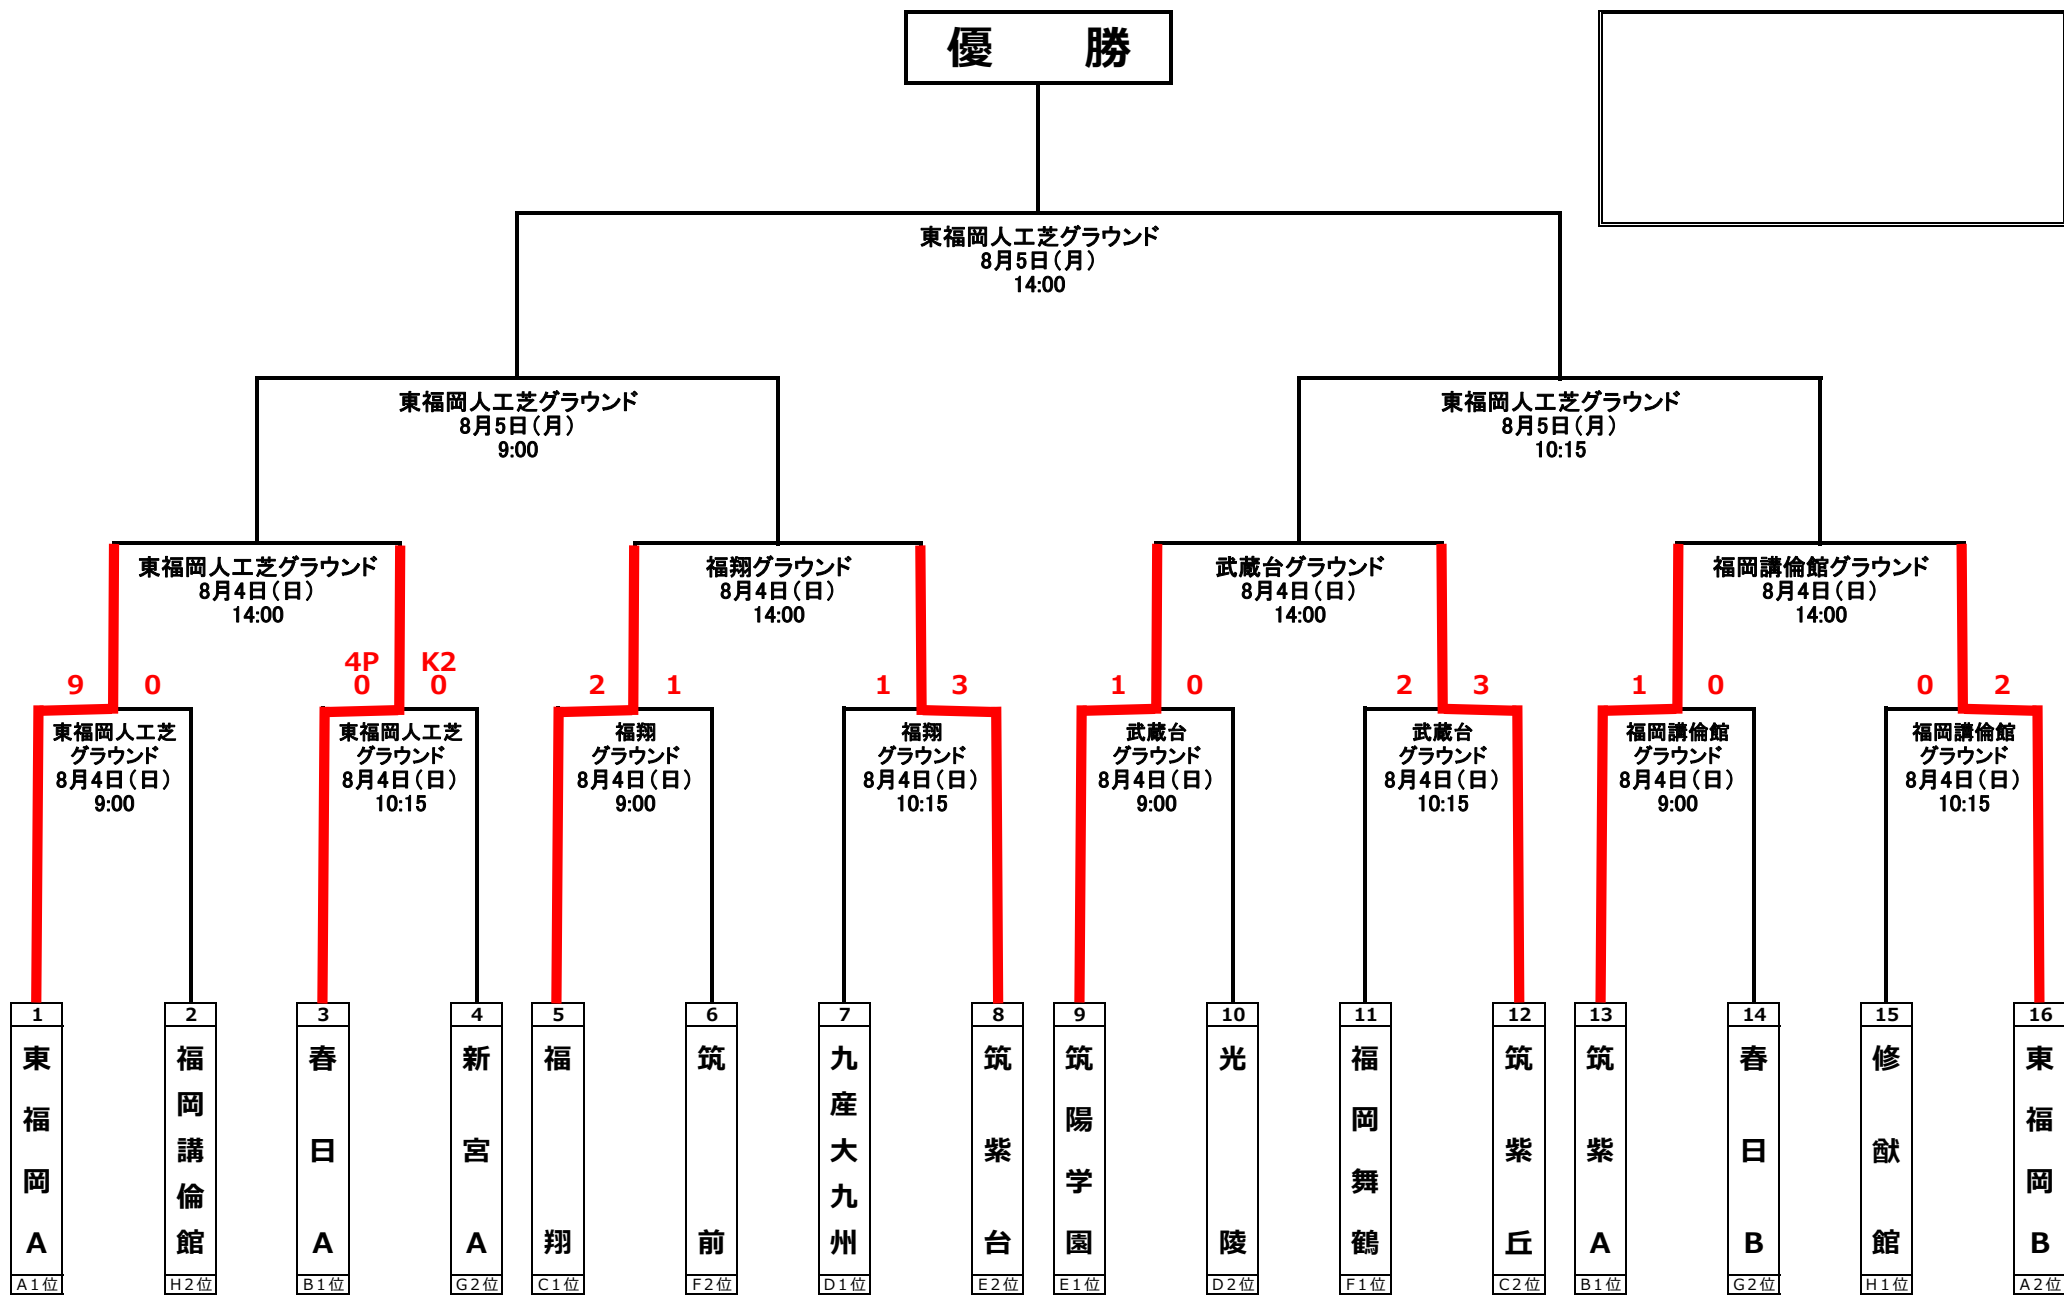 優　勝
東福岡人工芝グラウンド
8月5日(月)
14:00
東福岡人工芝グラウンド
8月5日(月)
9:00
東福岡人工芝グラウンド
8月5日(月)
10:15
東福岡人工芝グラウンド
8月4日(日)
14:00
福翔グラウンド
8月4日(日)
14:00
武蔵台グラウンド
8月4日(日)
14:00
福岡講倫館グラウンド
8月4日(日)
14:00
9 0
4P K2
0 0
2 1
1 3
1 0
2 3
1 0
0 2
東福岡人工芝
グラウンド
8月4日(日)
9:00
東福岡人工芝
グラウンド
8月4日(日)
10:15
福翔
グラウンド
8月4日(日)
9:00
福翔
グラウンド
8月4日(日)
10:15
武蔵台
グラウンド
8月4日(日)
9:00
武蔵台
グラウンド
8月4日(日)
10:15
福岡講倫館
グラウンド
8月4日(日)
9:00
福岡講倫館
グラウンド
8月4日(日)
10:15
1
東福岡A
A1位
2
福岡講倫館
H2位
3
春日A
B1位
4
新宮A
G2位
5
福翔
C1位
6
筑前
F2位
7
九産大九州
D1位
8
筑紫台
E2位
9
筑陽学園
E1位
10
光陵
D2位
11
福岡舞鶴
F1位
12
筑紫丘
C2位
13
筑紫A
B1位
14
春日B
G2位
15
修猷館
H1位
16
東福岡B
A2位